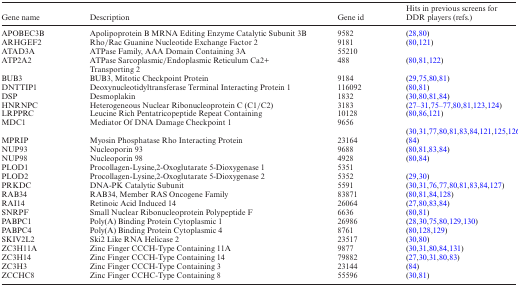 Gene name Description Gene id Hits in previous screens for DDR players (refs.)
APOBEC3B Apolipoprotein B MRNA Editing Enzyme Catalytic Subunit 3B 9582 (28,80)
ARHGEF2 Rho/Rac Guanine Nucleotide Exchange Factor 2 9181 (80,121)
ATAD3A ATPase Family, AAA Domain Containing 3A 55210
ATP2A2 ATPase Sarcoplasmic/Endoplasmic Reticulum Ca2+ 488 (80,81,122)
Transporting 2
BUB3 BUB3, Mitotic Checkpoint Protein 9184 (29,75,80,81)
DNTTIP1 Deoxynucleotidyltransferase Terminal Interacting Protein 1 116092 (80,81)
DSP Desmoplakin 1832 (30,80,81,84)
HNRNPC Heterogeneous Nuclear Ribonucleoprotein C (C1/C2) 3183 (27–31,75–77,80,81,123,124)
LRPPRC Leucine Rich Pentatricopeptide Repeat Containing 10128 (80,86,121)
MDC1 Mediator Of DNA Damage Checkpoint 1 9656
(30,31,77,80,81,83,84,121,125,126
MPRIP Myosin Phosphatase Rho Interacting Protein 23164 (84)
NUP93 Nucleoporin 93 9688 (80,81,83,84)
NUP98 Nucleoporin 98 4928 (80,84)
PLOD1 Procollagen-Lysine,2-Oxoglutarate 5-Dioxygenase 1 5351
PLOD2 Procollagen-Lysine,2-Oxoglutarate 5-Dioxygenase 2 5352 (29,30)
PRKDC DNA-PK Catalytic Subunit 5591 (30,31,76,77,80,81,83,84,127)
RAB34 RAB34, Member RAS Oncogene Family 83871 (80,81,84,128)
RAI14 Retinoic Acid Induced 14 26064 (27,80,83,84)
SNRPF Small Nuclear Ribonucleoprotein Polypeptide F 6636 (80,81)
PABPC1 Poly(A) Binding Protein Cytoplasmic 1 26986 (28,30,75,80,129,130)
PABPC4 Poly(A) Binding Protein Cytoplasmic 4 8761 (80,128,129)
SKIV2L2 Ski2 Like RNA Helicase 2 23517 (30,80)
ZC3H11A Zinc Finger CCCH-Type Containing 11A 9877 (30,31,80,84,131)
ZC3H14 Zinc Finger CCCH-Type Containing 14 79882 (27,30,31,80,83)
ZC3H3 Zinc Finger CCCH-Type Containing 3 23144 (84)
ZCCHC8 Zinc Finger CCHC-Type Containing 8 55596 (30,81)